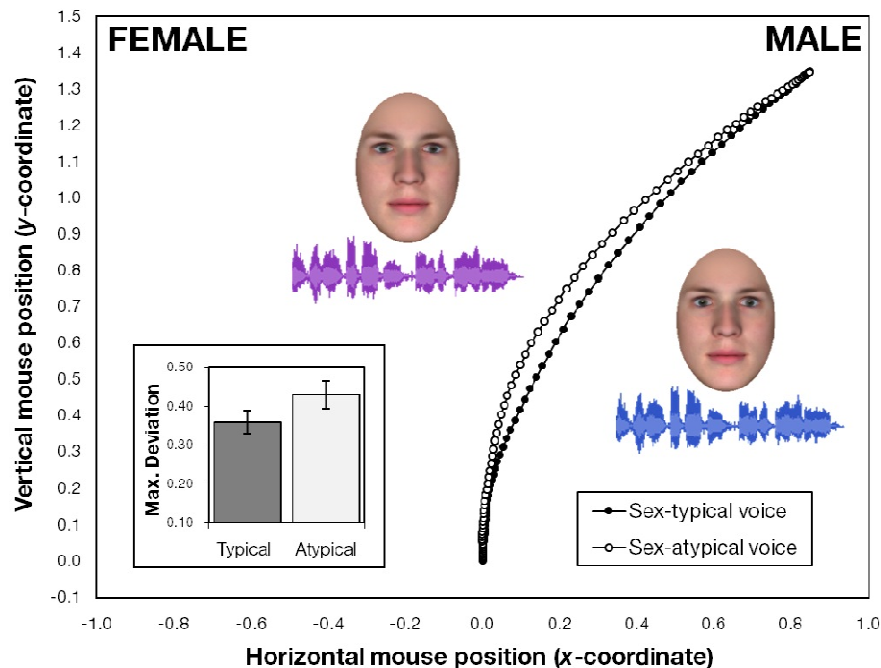 FEMALE MALE
1.5
1.4
1.3
1.2
1.1
1.0
0.9
0.8
0.7
0.6
0.5
0.4
0.3
0.2
0.1
0.0
-0.1
Vertical mouse position (y-coordinate)
0.50
0.40
0.30
0.20
0.10
Max. Deviation
Typical Atypical
Sex-typical voice
Sex-atypical voice
-1.0 -0.8 -0.6 -0.4 -0.2 0.0 0.2 0.4 0.6 0.8 1.0
Horizontal mouse position (x-coordinate)